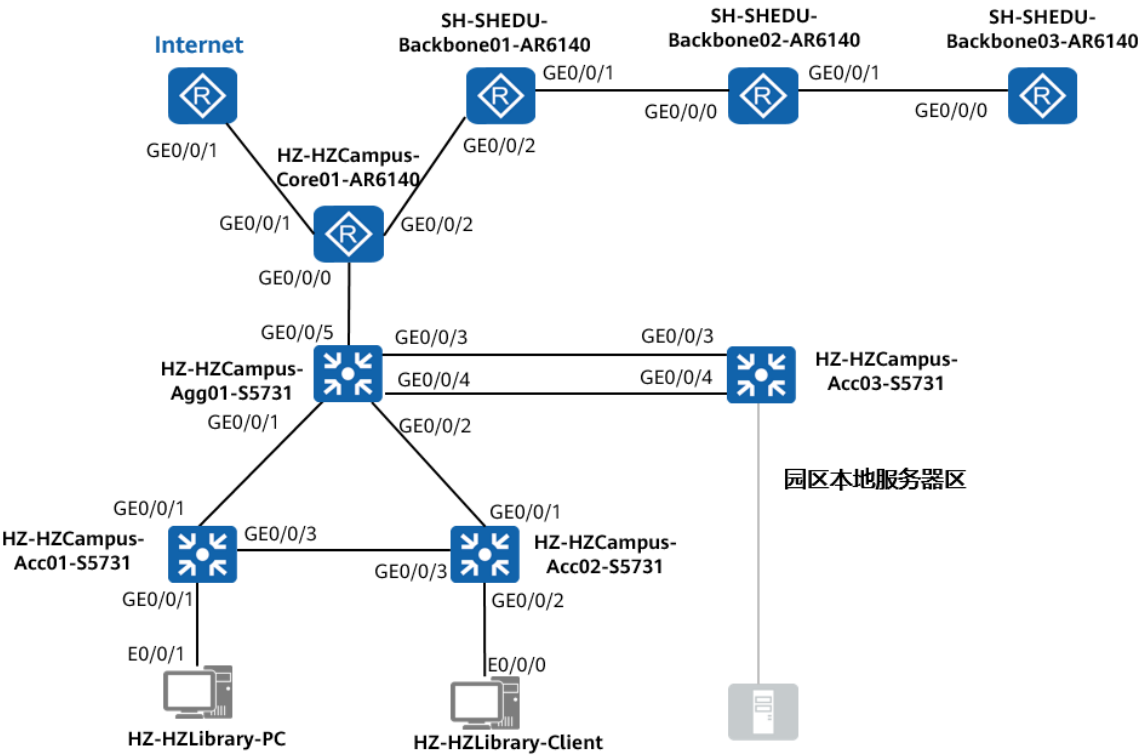 SH-SHEDU-
Backbone01-AR6140
SH-SHEDU-
Backbone02-AR6140
SH-SHEDU-
Backbone03-AR6140
Internet
GE0/0/1
GE0/0/1
GE0/0/0
GE0/0/0
GE0/0/1
GE0/0/2
HZ-HZCampus-
Core01-AR6140
GE0/0/1
GE0/0/2
GE0/0/0
GE0/0/5
GE0/0/3
GE0/0/3
HZ-HZCampus-
Agg01-S5731
GE0/0/4
GE0/0/4
HZ-HZCampus-
Acc03-S5731
GE0/0/1
GE0/0/2
园区本地服务器区
GE0/0/1
GE0/0/1
HZ-HZCampus-
Acc01-S5731
GE0/0/3
GE0/0/3
HZ-HZCampus-
Acc02-S5731
GE0/0/1
GE0/0/2
E0/0/1
E0/0/0
HZ-HZLibrary-PC
HZ-HZLibrary-Client